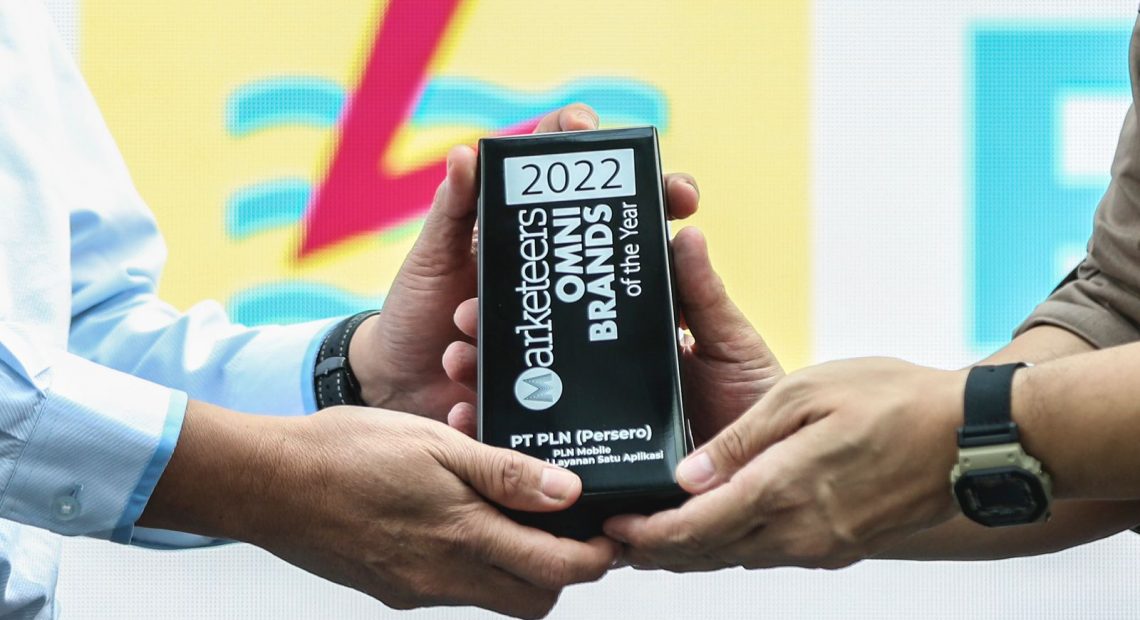 2022
Marketeers
OMNI
BRANDS
of the Year
PT PLN (Persero)
PLN Mobile
Layanan Satu Aplikasi